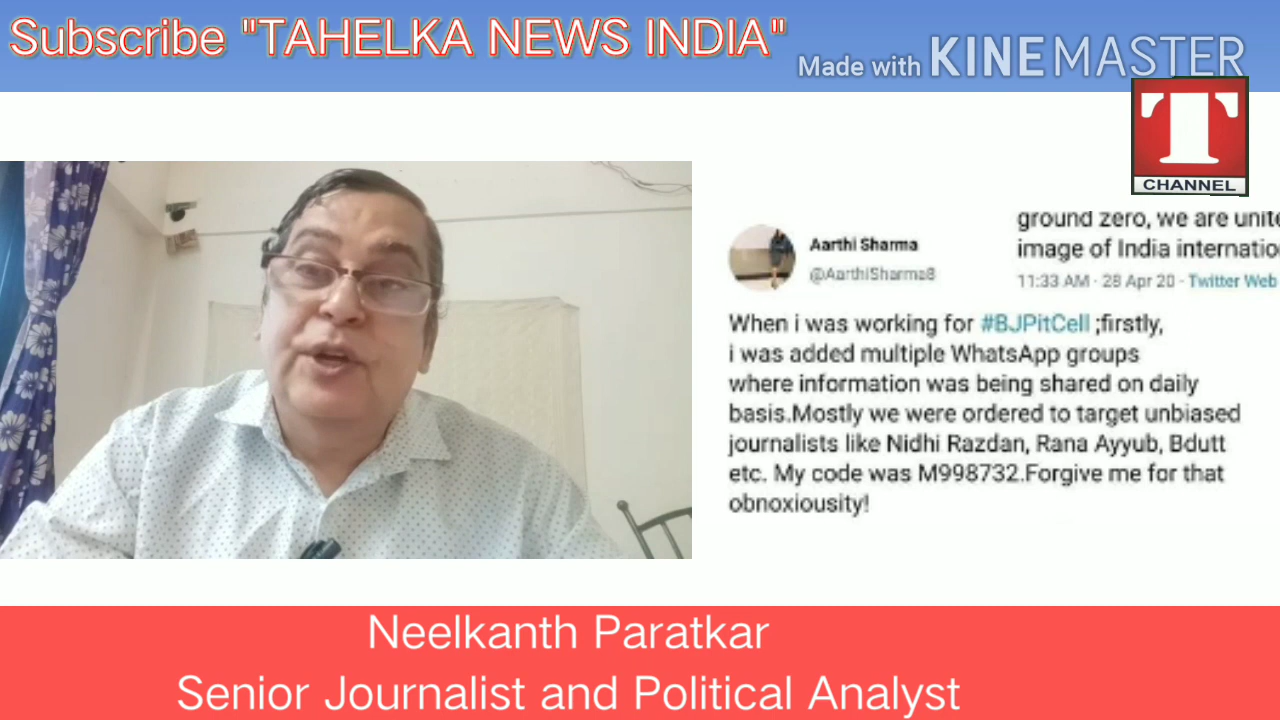 Subscribe "TAHELKA NEWS INDIA"
Made with KINEMASTER
T
CHANNEL
ground zero, we are
image of India
11:33 AM · 28 Apr 20 · Twitter Web
Aarthi Sharma
@AarthiSharma8
When i was working for #BJPitCell ;firstly,
i was added multiple WhatsApp groups
where information was being shared on daily
basis.Mostly we were ordered to target unbiased
journalists like Nidhi Razdan, Rana Ayyub, Bdutt
etc. My code was M998732.Forgive me for that
obnoxiousity!
Neelkanth Paratkar
Senior Journalist and Political Analyst